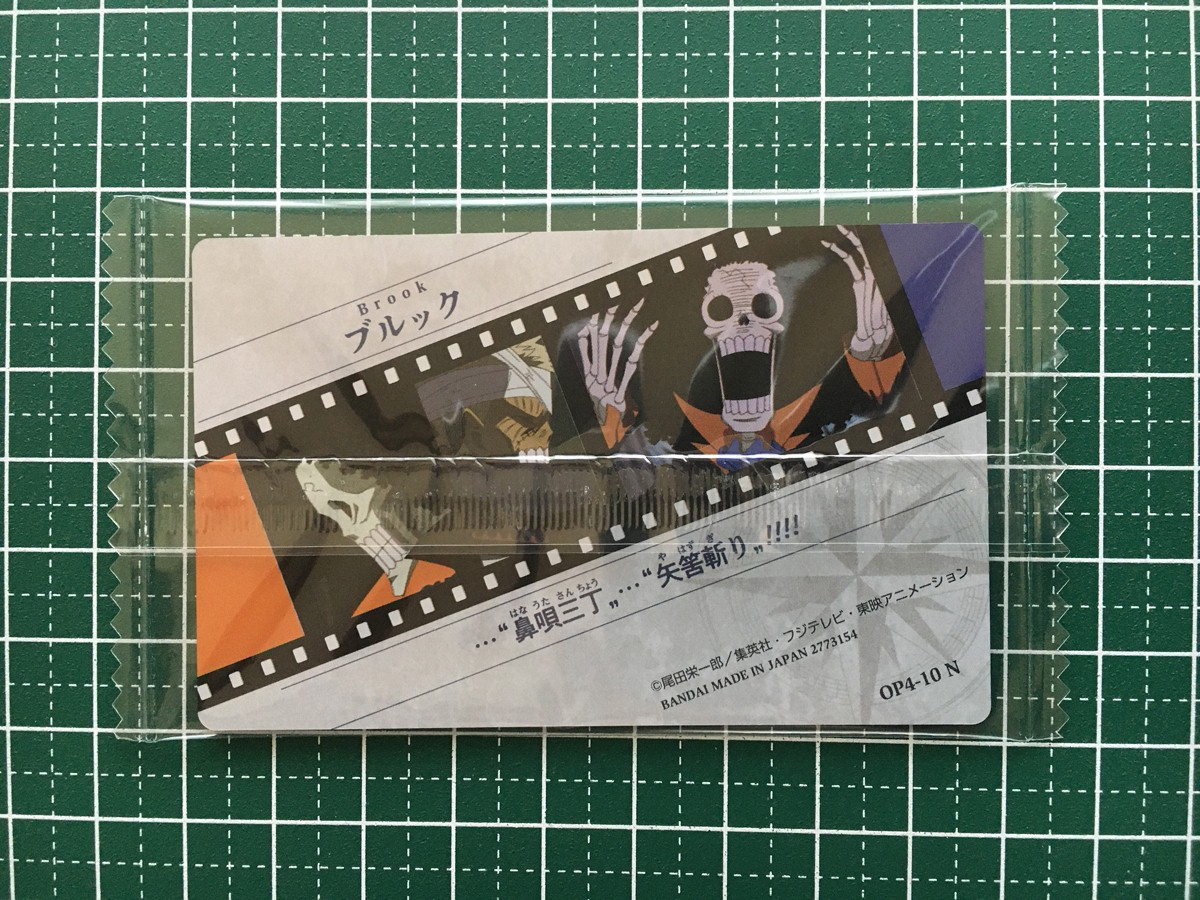 Brook
ブルック
…“鼻唄三丁”…“矢筈斬り”!!!!
はなうたさんちょう
やはずぎ
©尾田栄一郎/集英社・フジテレビ・東映アニメーション
BANDAI MADE IN JAPAN 2773154
OP4-10 N